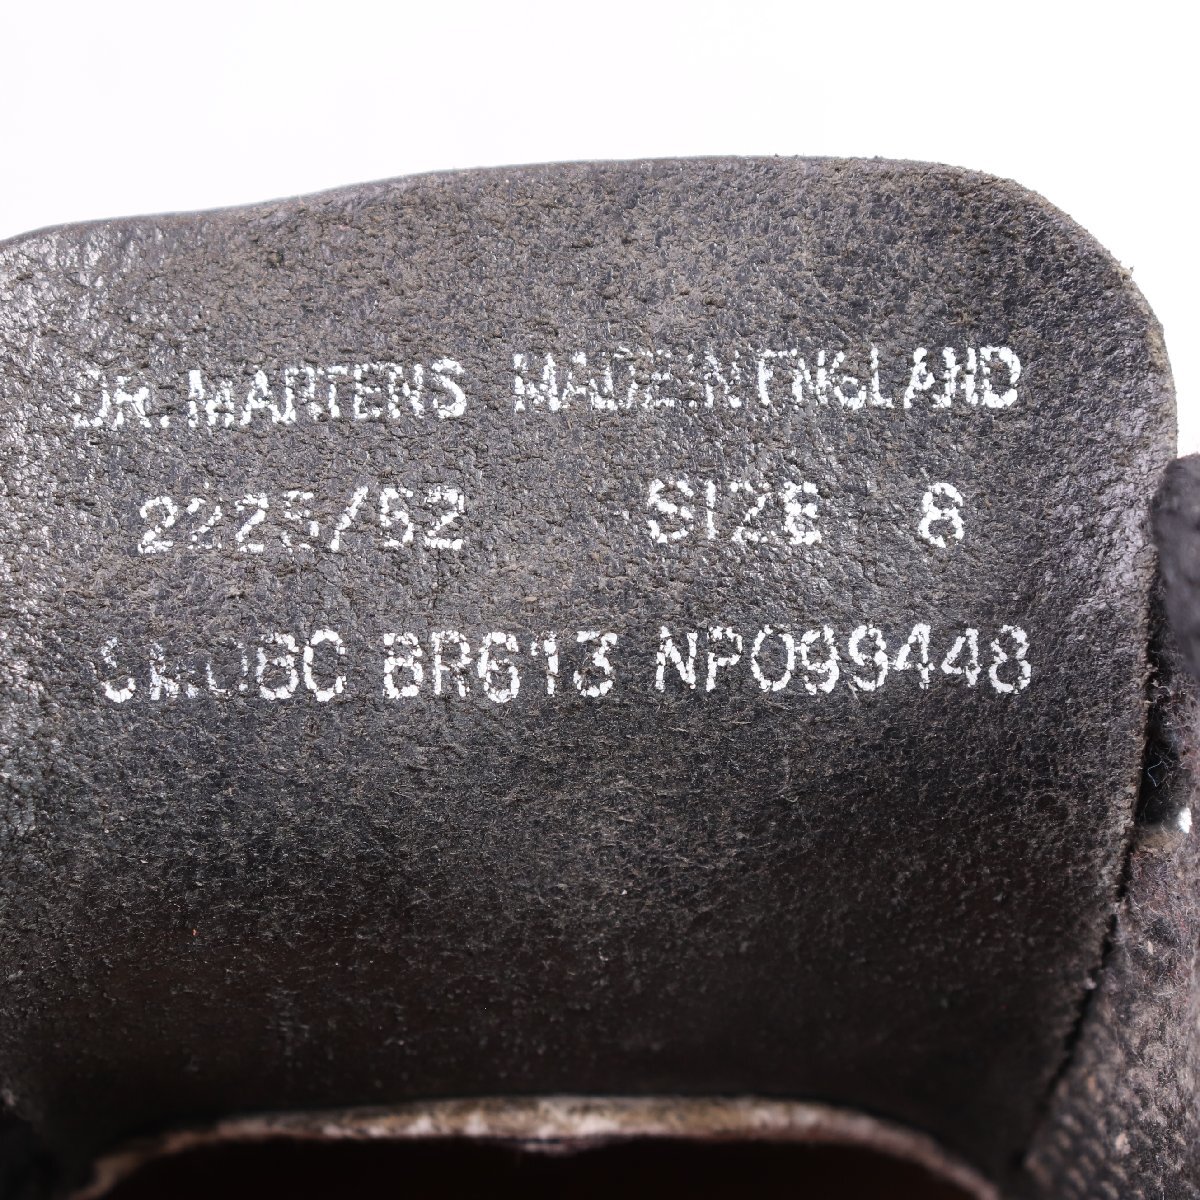 DR. MARTENS MADE IN ENGLAND
2225/52 SIZE 8
BR613 NP099448